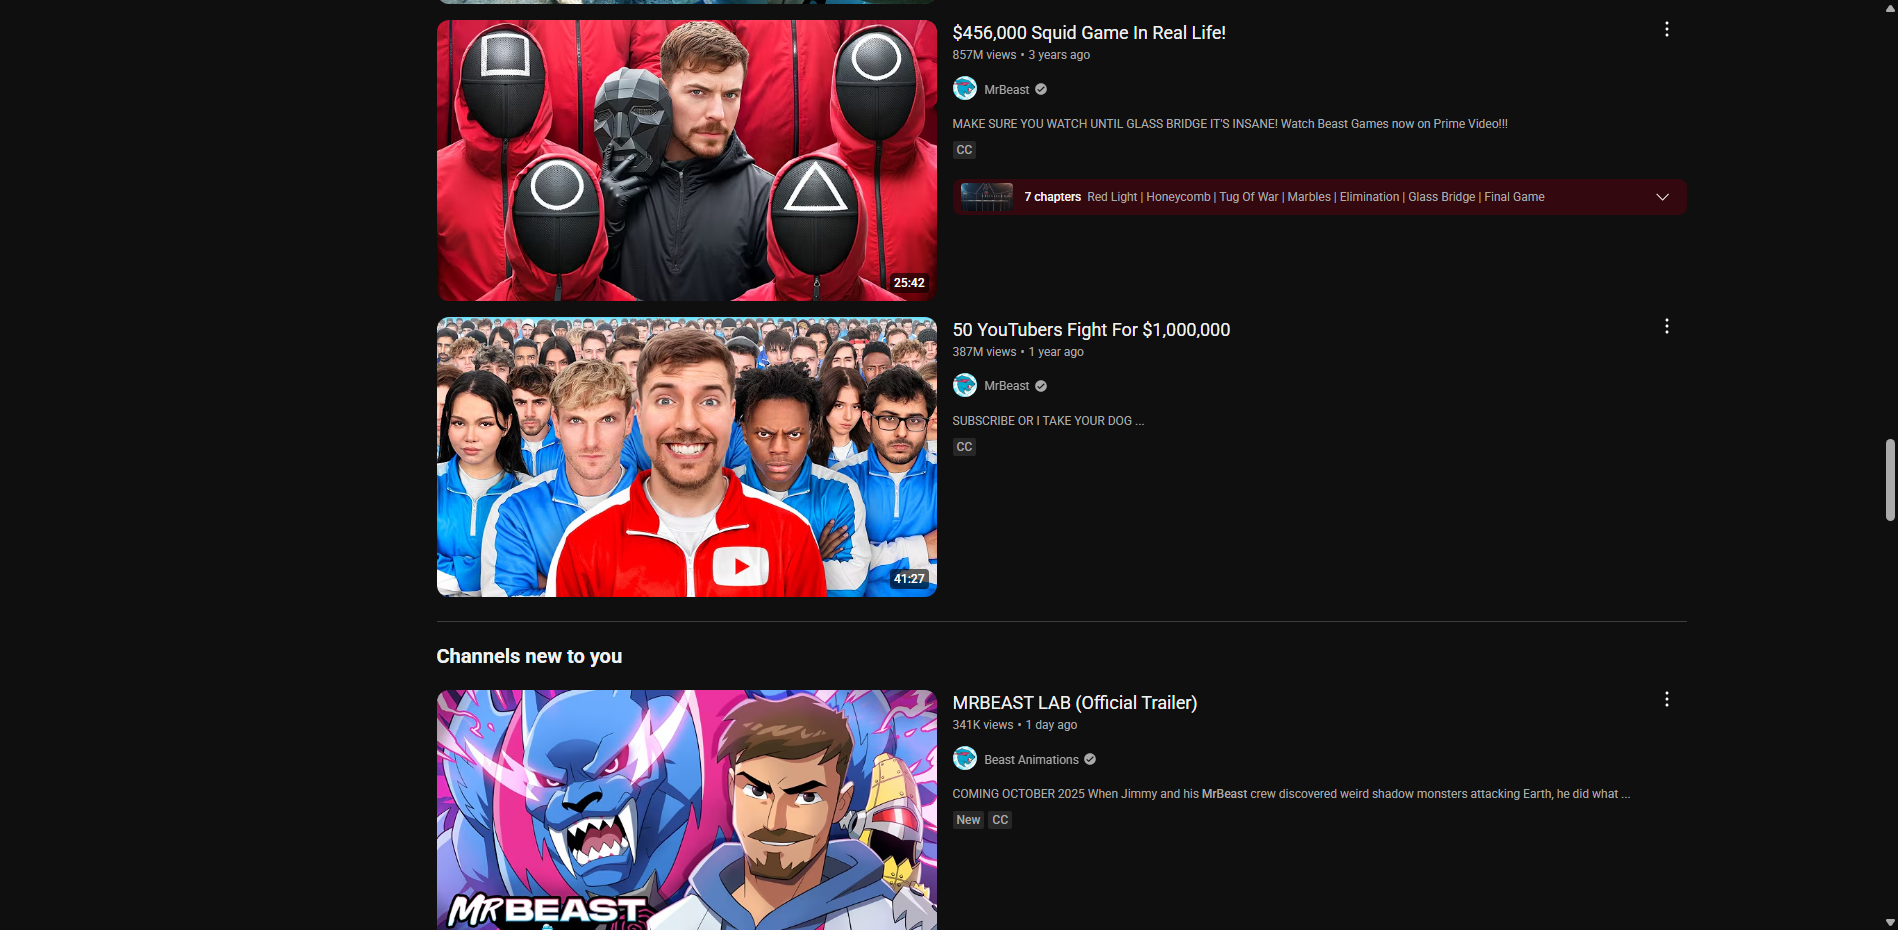 $456,000 Squid Game In Real Life!
857M views • 3 years ago
MrBeast
MAKE SURE YOU WATCH UNTIL GLASS BRIDGE IT'S INSANE! Watch Beast Games now on Prime Video!!!
CC
7 chapters Red Light | Honeycomb | Tug Of War | Marbles | Elimination | Glass Bridge | Final Game
25:42
50 YouTubers Fight For $1,000,000
387M views • 1 year ago
MrBeast
SUBSCRIBE OR I TAKE YOUR DOG ...
CC
41:27
Channels new to you
MRBEAST LAB (Official Trailer)
341K views • 1 day ago
Beast Animations
COMING OCTOBER 2025 When Jimmy and his MrBeast crew discovered weird shadow monsters attacking Earth, he did what ...
New CC
MRBEAST